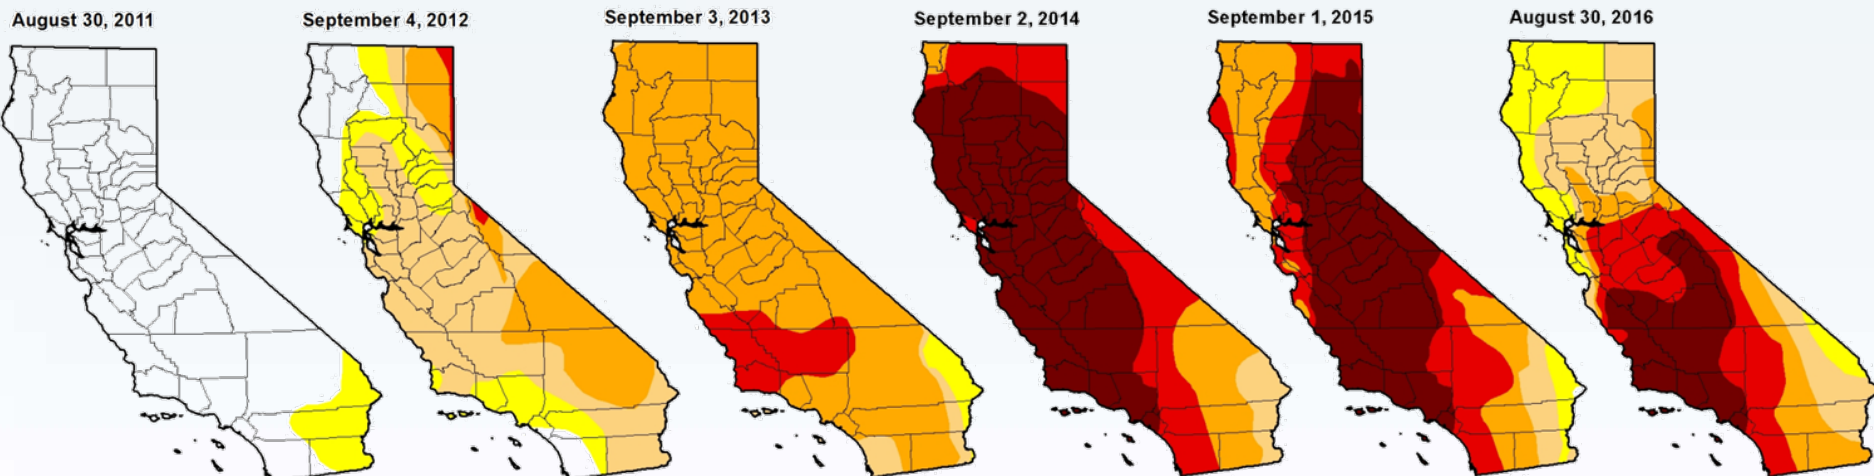 August 30, 2011
September 4, 2012
September 3, 2013
September 2, 2014
September 1, 2015
August 30, 2016